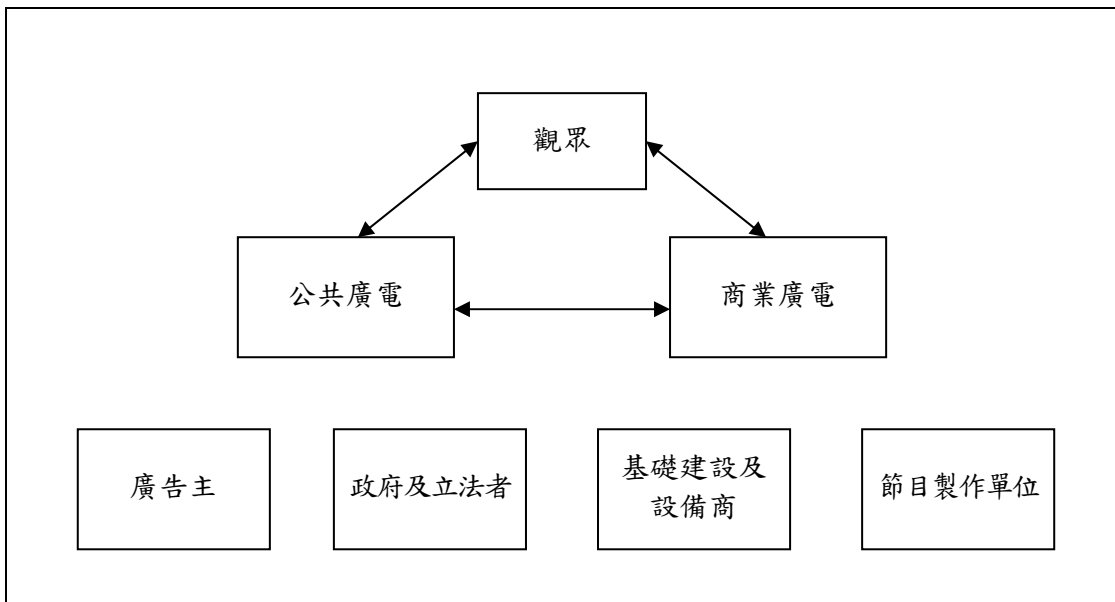 觀眾
公共廣電
商業廣電
廣告主
政府及立法者
基礎建設及
設備商
節目製作單位